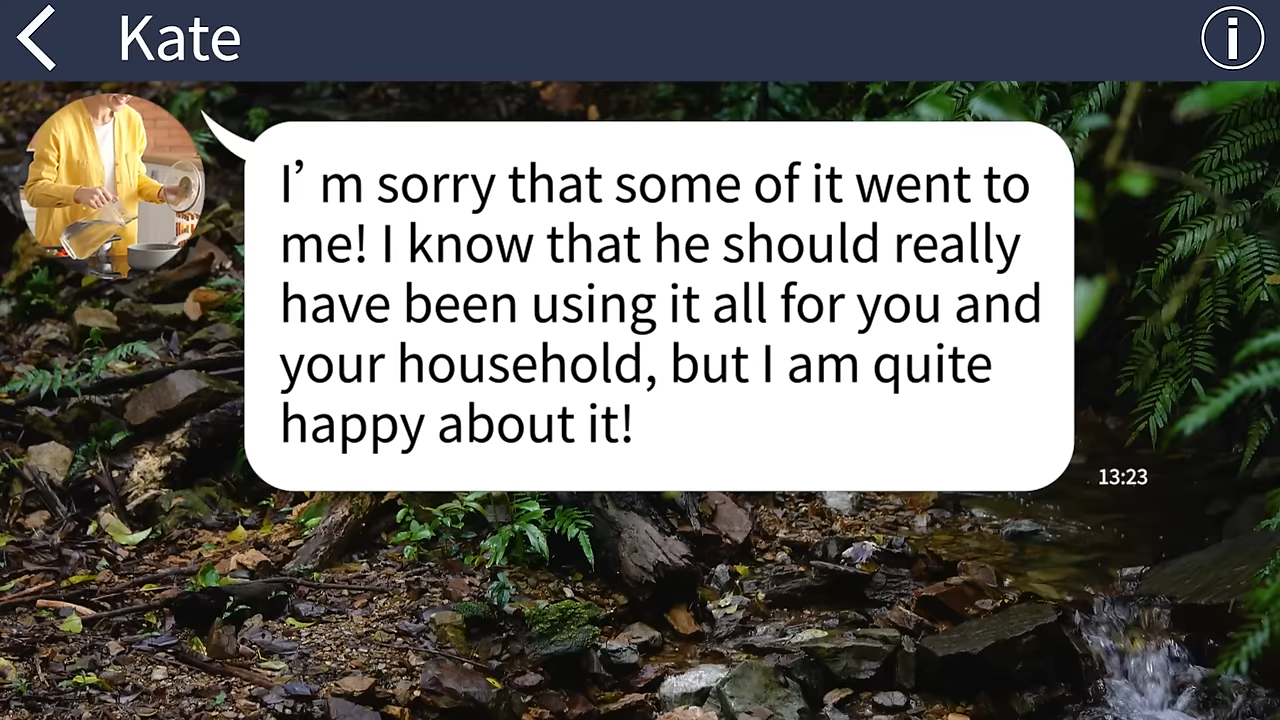 Kate
I’ m sorry that some of it went to
me! I know that he should really
have been using it all for you and
your household, but I am quite
happy about it!
13:23